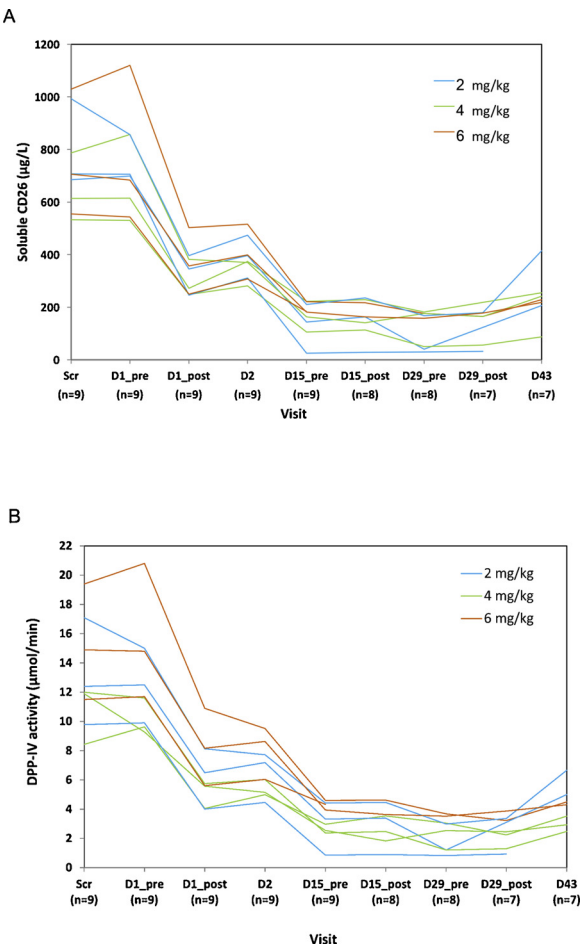 A
1200
1000
800
600
400
200
0
Soluble CD26 (µg/L)
2 mg/kg
4 mg/kg
6 mg/kg
Scr D1_pre D1_post D2 D15_pre D15_post D29_pre D29_post D43
(n=9) (n=9) (n=9) (n=9) (n=9) (n=8) (n=8) (n=7) (n=7)
Visit
B
22
20
18
16
14
12
10
8
6
4
2
0
DPP-IV activity (µmol/min)
2 mg/kg
4 mg/kg
6 mg/kg
Scr D1_pre D1_post D2 D15_pre D15_post D29_pre D29_post D43
(n=9) (n=9) (n=9) (n=9) (n=9) (n=8) (n=8) (n=7) (n=7)
Visit